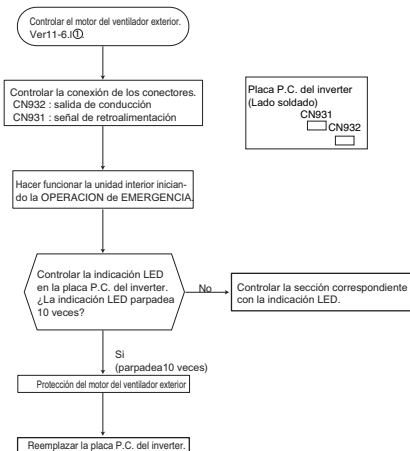 Controlar el motor del ventilador exterior.
Ver11-6.I①.
Controlar la conexión de los conectores.
CN932 : salida de conducción
CN931 : señal de retroalimentación
Placa P.C. del inverter
(Lado soldado)
CN931
CN932
Hacer funcionar la unidad interior inician-
do la OPERACION de EMERGENCIA.
Controlar la indicación LED
en la placa P.C. del inverter.
¿La indicación LED parpadea
10 veces?
No
Controlar la sección correspondiente
con la indicación LED.
Si
(parpadea10 veces)
Protección del motor del ventilador exterior
Reemplazar la placa P.C. del inverter.